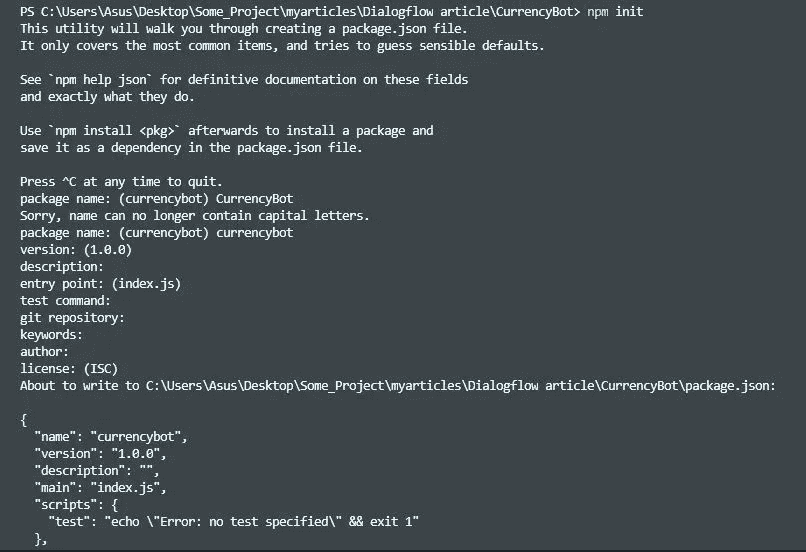 PS C:\Users\Asus\Desktop\Some_Project\myarticles\Dialogflow article\CurrencyBot> npm init
This utility will walk you through creating a package.json file.
It only covers the most common items, and tries to guess sensible defaults.

See `npm help json` for definitive documentation on these fields
and exactly what they do.

Use `npm install <pkg>` afterwards to install a package and
save it as a dependency in the package.json file.

Press ^C at any time to quit.
package name: (currencybot) CurrencyBot
Sorry, name can no longer contain capital letters.
package name: (currencybot) currencybot
version: (1.0.0)
description:
entry point: (index.js)
test command:
git repository:
keywords:
author:
license: (ISC)
About to write to C:\Users\Asus\Desktop\Some_Project\myarticles\Dialogflow article\CurrencyBot\package.json:

{
  "name": "currencybot",
  "version": "1.0.0",
  "description": "",
  "main": "index.js",
  "scripts": {
    "test": "echo \"Error: no test specified\" && exit 1"
  },